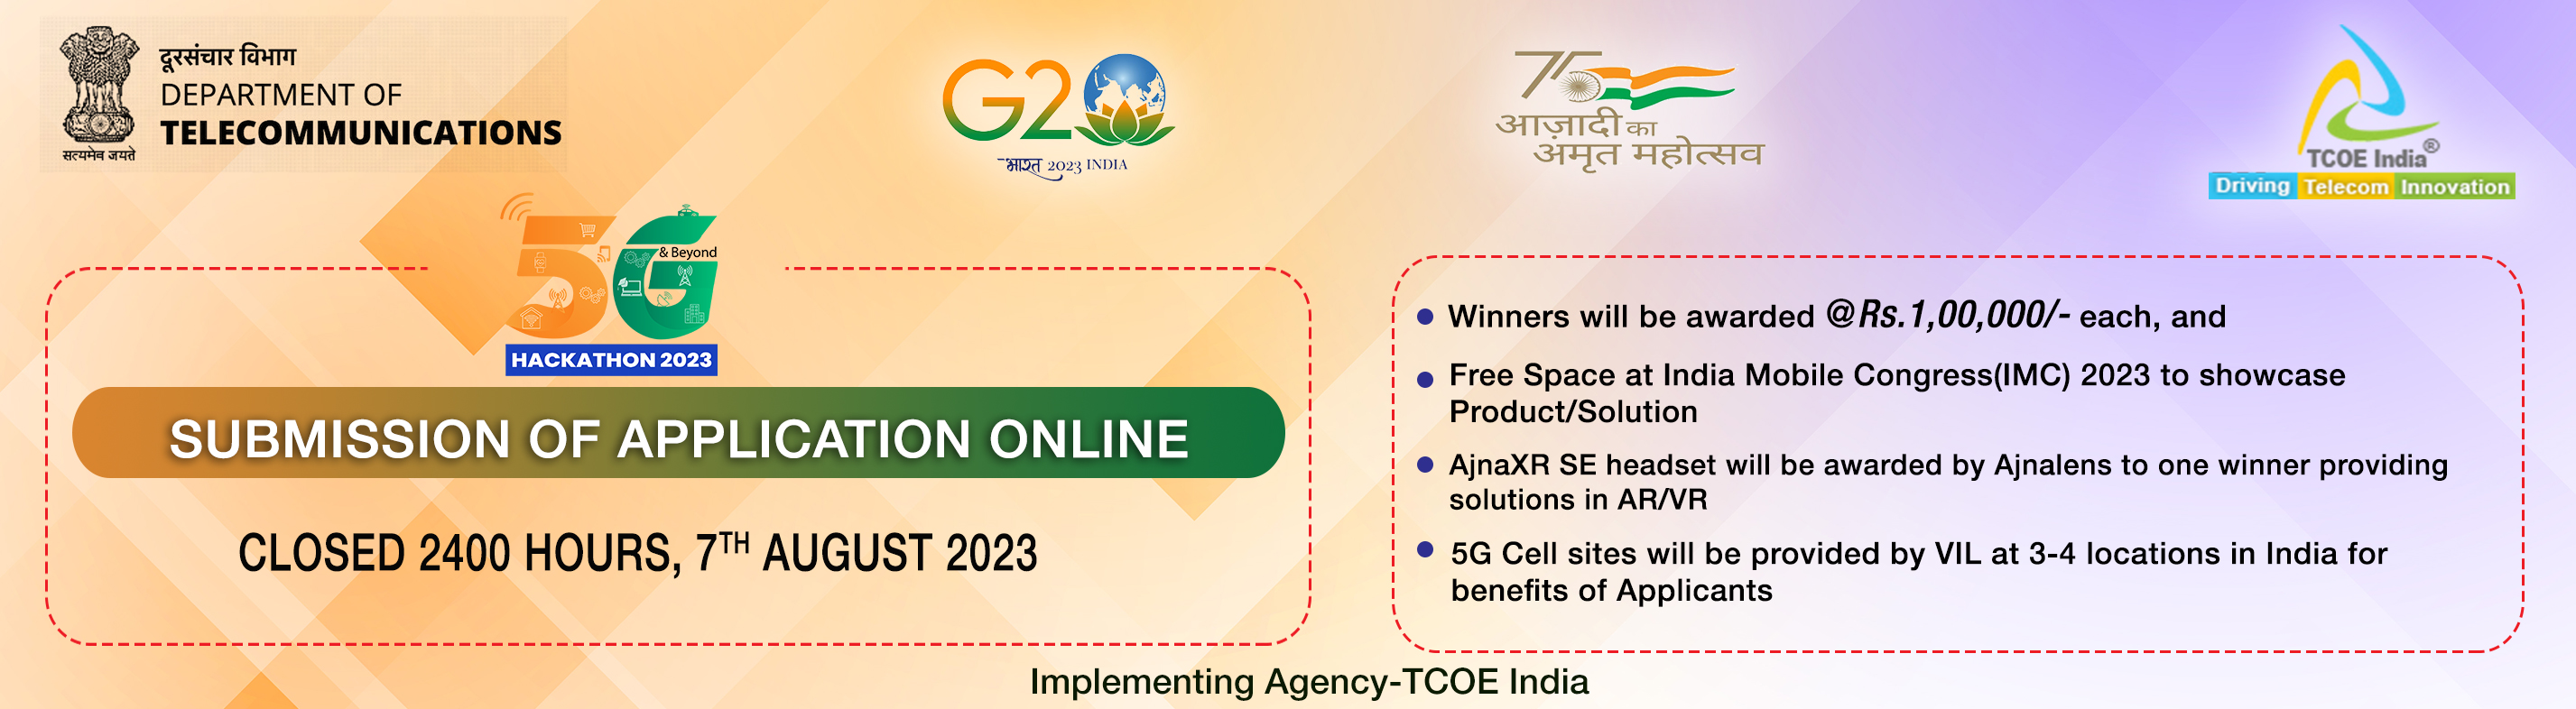 दूरसंचार विभाग
DEPARTMENT OF
TELECOMMUNICATIONS
सत्यमेव जयते
G20
भारत 2023 INDIA
75
आज़ादी का
अमृत महोत्सव
TCOE India®
Driving Telecom Innovation
5G
& Beyond
HACKATHON 2023
SUBMISSION OF APPLICATION ONLINE
CLOSED 2400 HOURS, 7TH AUGUST 2023
• Winners will be awarded @Rs.1,00,000/- each, and
• Free Space at India Mobile Congress(IMC) 2023 to showcase
Product/Solution
• AjnaXR SE headset will be awarded by Ajnalens to one winner providing
solutions in AR/VR
• 5G Cell sites will be provided by VIL at 3-4 locations in India for
benefits of Applicants
Implementing Agency-TCOE India